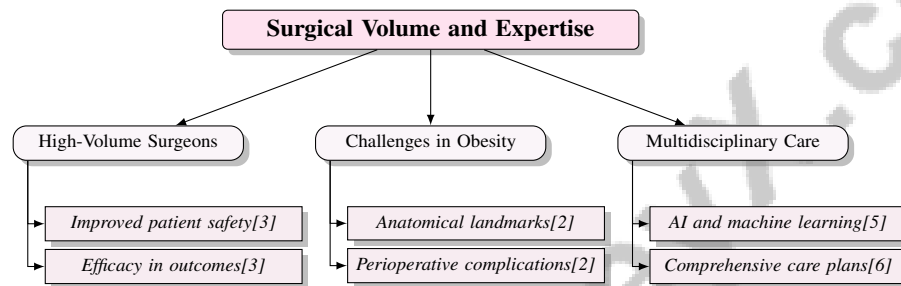 Surgical Volume and Expertise
High-Volume Surgeons
Challenges in Obesity
Multidisciplinary Care
Improved patient safety[3]
Anatomical landmarks[2]
AI and machine learning[5]
Efficacy in outcomes[3]
Perioperative complications[2]
Comprehensive care plans[6]